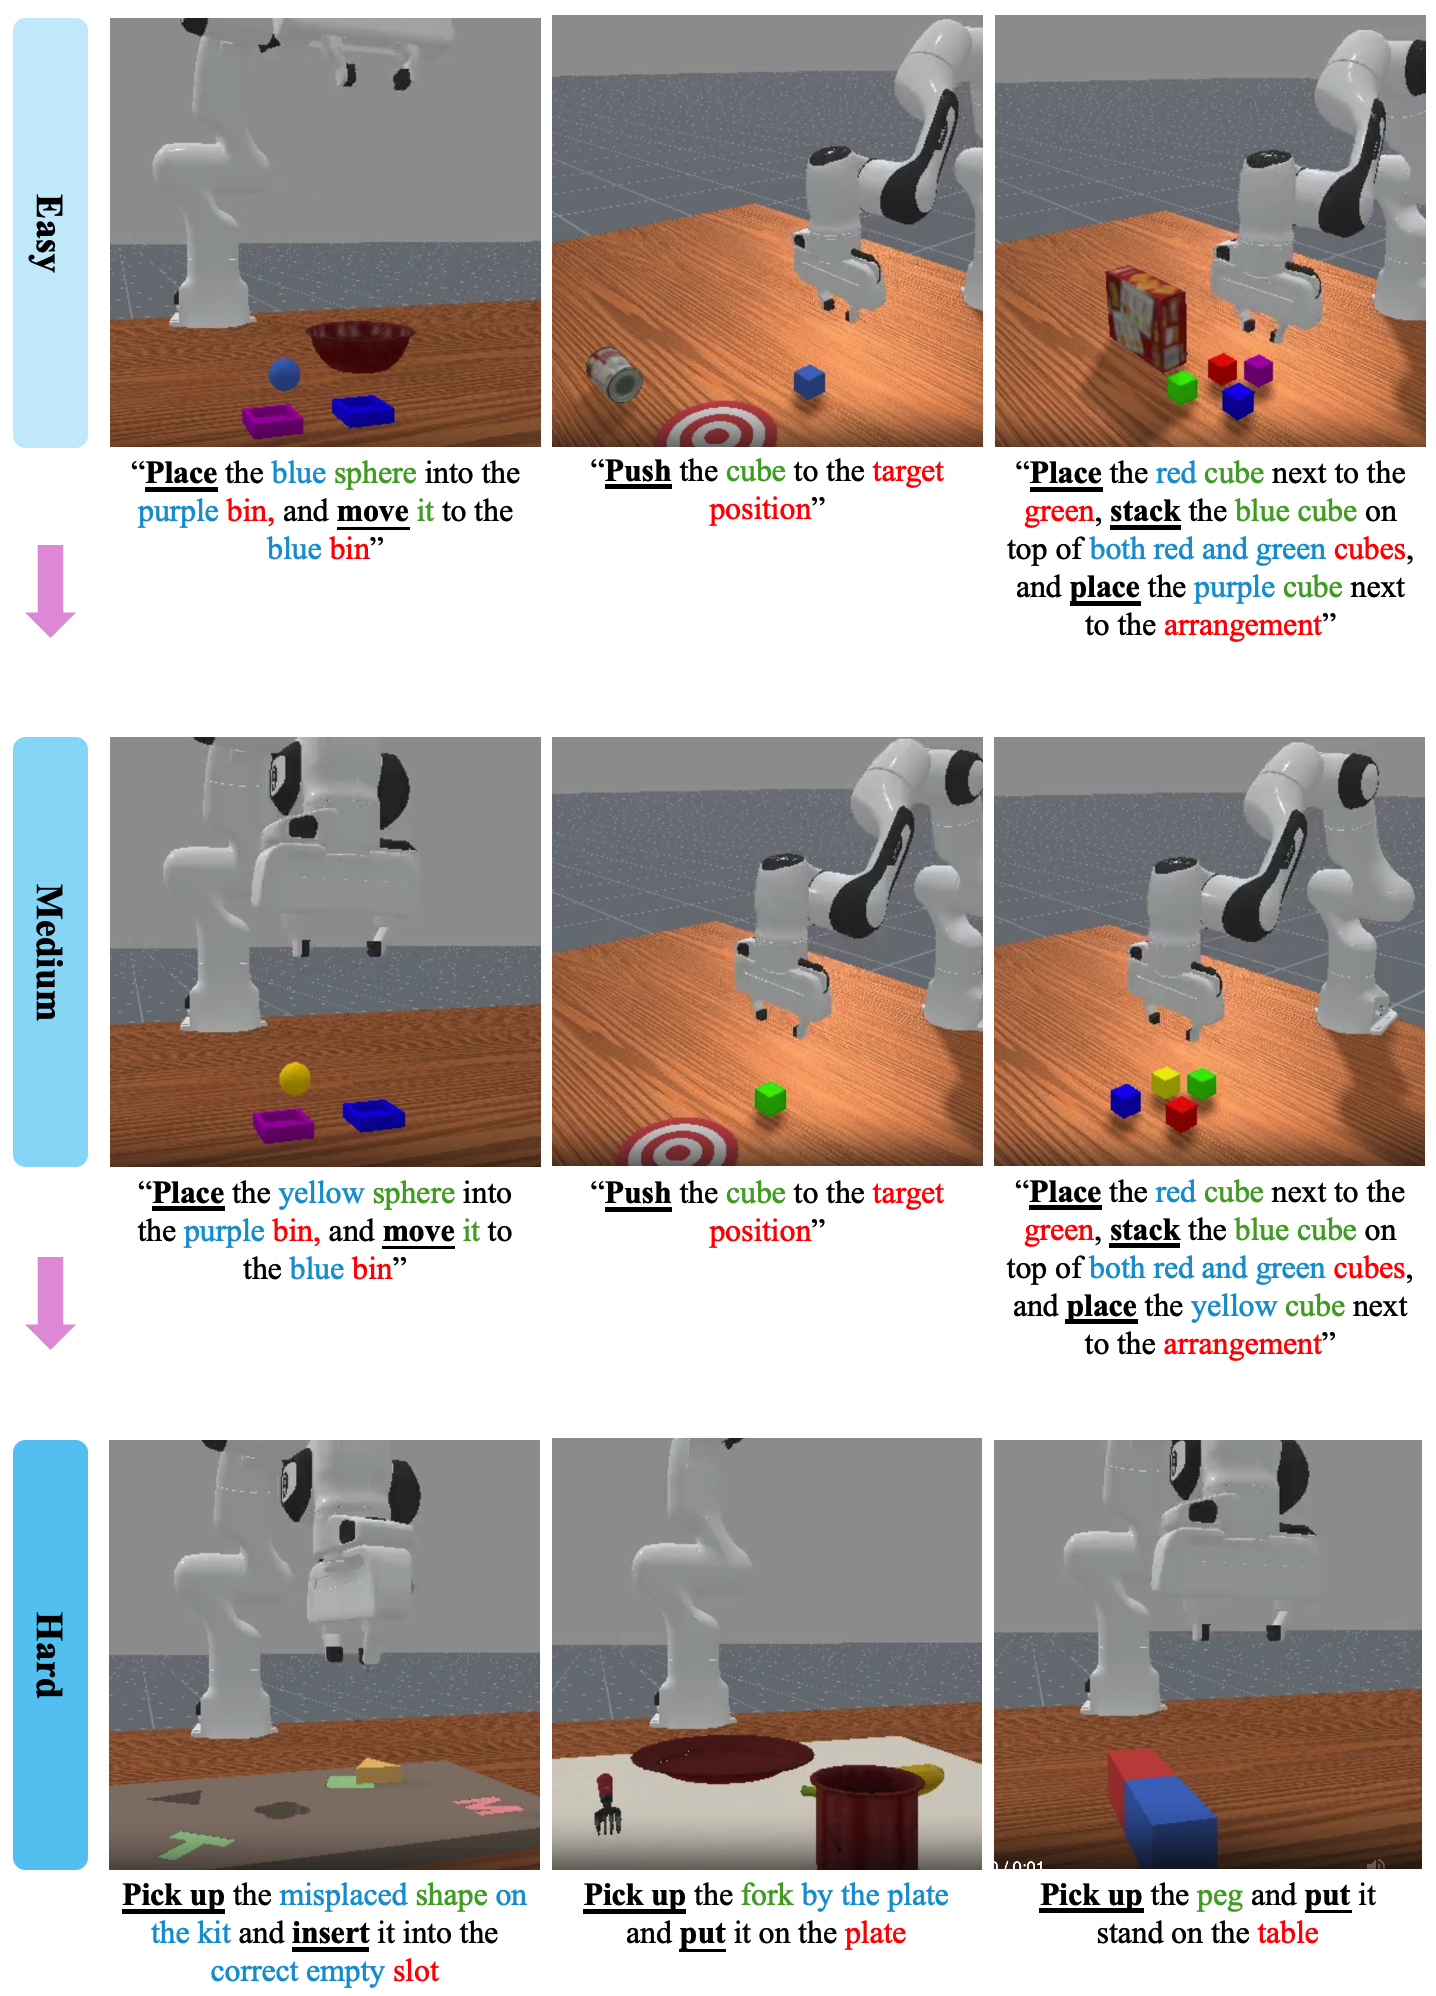 Easy
“Place the blue sphere into the
purple bin, and move it to the
blue bin”
“Push the cube to the target
position”
“Place the red cube next to the
green, stack the blue cube on
top of both red and green cubes,
and place the purple cube next
to the arrangement”
Medium
“Place the yellow sphere into
the purple bin, and move it to
the blue bin”
“Push the cube to the target
position”
“Place the red cube next to the
green, stack the blue cube on
top of both red and green cubes,
and place the yellow cube next
to the arrangement”
Hard
Pick up the misplaced shape on
the kit and insert it into the
correct empty slot
Pick up the fork by the plate
and put it on the plate
0 / 0:01
Pick up the peg and put it
stand on the table